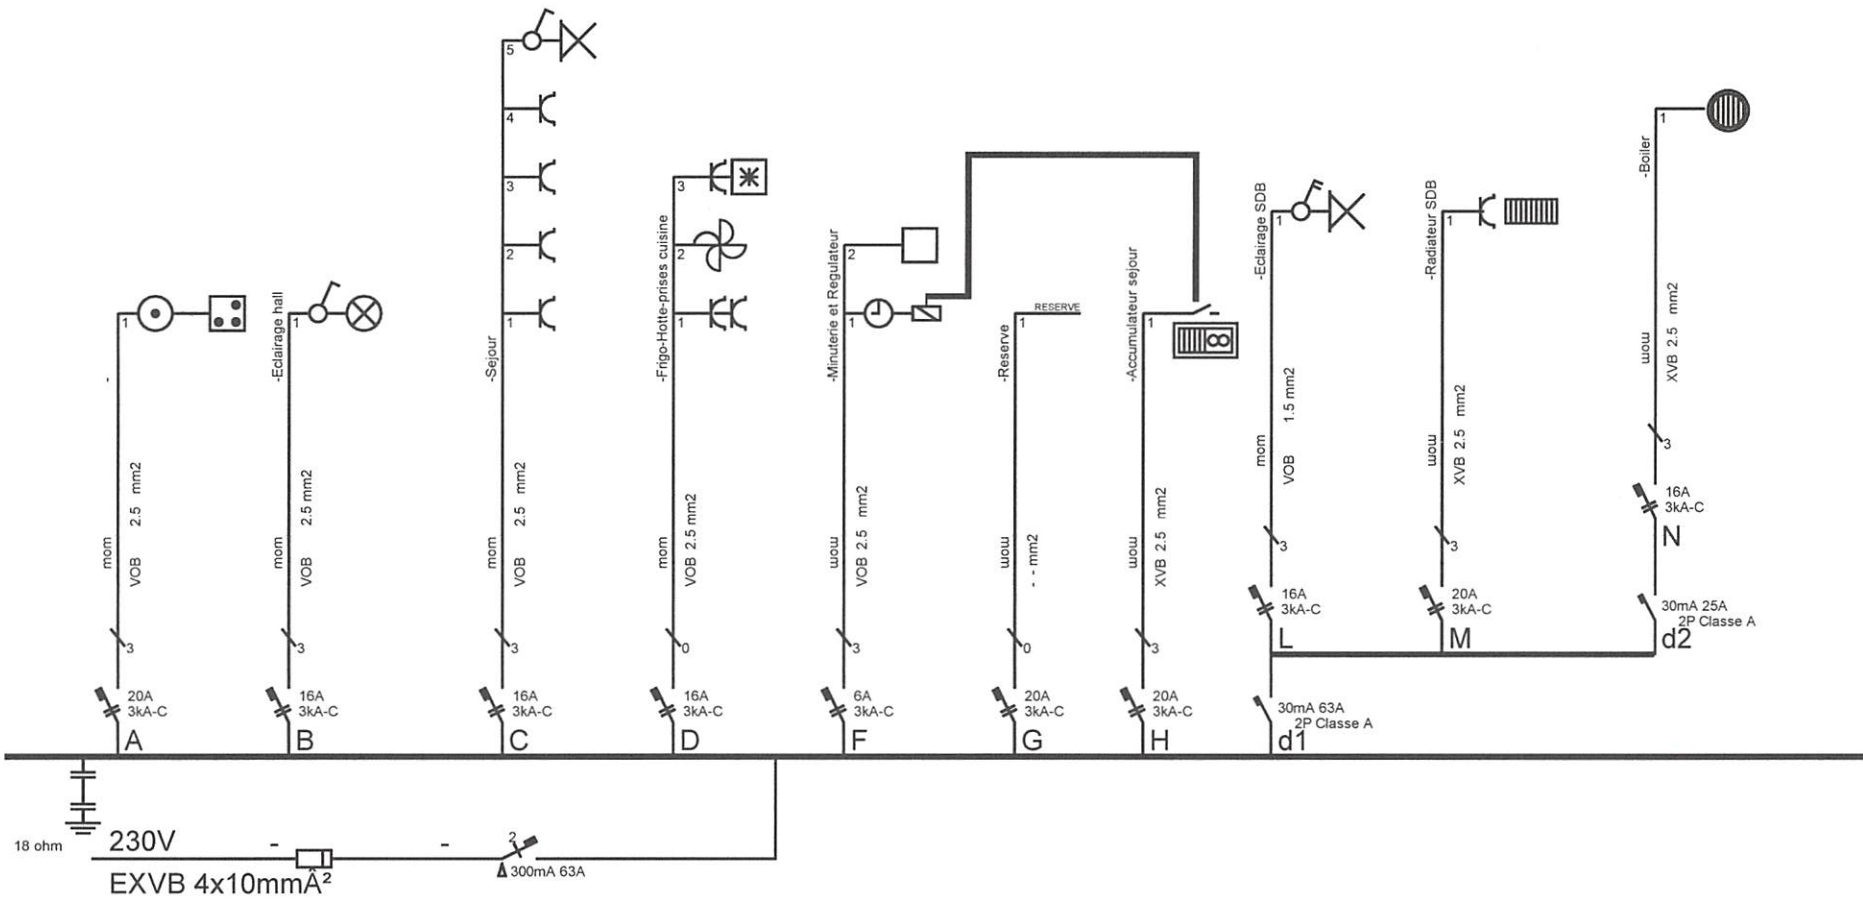 5
4
3
2
1
-Sejour
mom
VOB 2.5 mm2
3
16A
3kA-C
C
1
-
mom
VOB 2.5 mm2
3
20A
3kA-C
A
1
-Eclairage hall
mom
VOB 2.5 mm2
3
16A
3kA-C
B
3
2
1
-Frigo-Hotte-prises cuisine
mom
VOB 2.5 mm2
0
16A
3kA-C
D
2
1
-Minuterie et Regulateur
mom
VOB 2.5 mm2
3
6A
3kA-C
F
RESERVE
-Reserve
mom
- - mm2
0
20A
3kA-C
G
1
-Accumulateur sejour
8
mom
XVB 2.5 mm2
3
20A
3kA-C
H
1
-Eclairage SDB
mom
VOB 1.5 mm2
3
16A
3kA-C
L
1
-Radiateur SDB
mom
XVB 2.5 mm2
3
20A
3kA-C
M
1
-Boiler
mom
XVB 2.5 mm2
3
16A
3kA-C
N
30mA 25A
2P Classe A
d2
30mA 63A
2P Classe A
d1
18 ohm
230V
- -
2
Δ 300mA 63A
EXVB 4x10mmÂ²